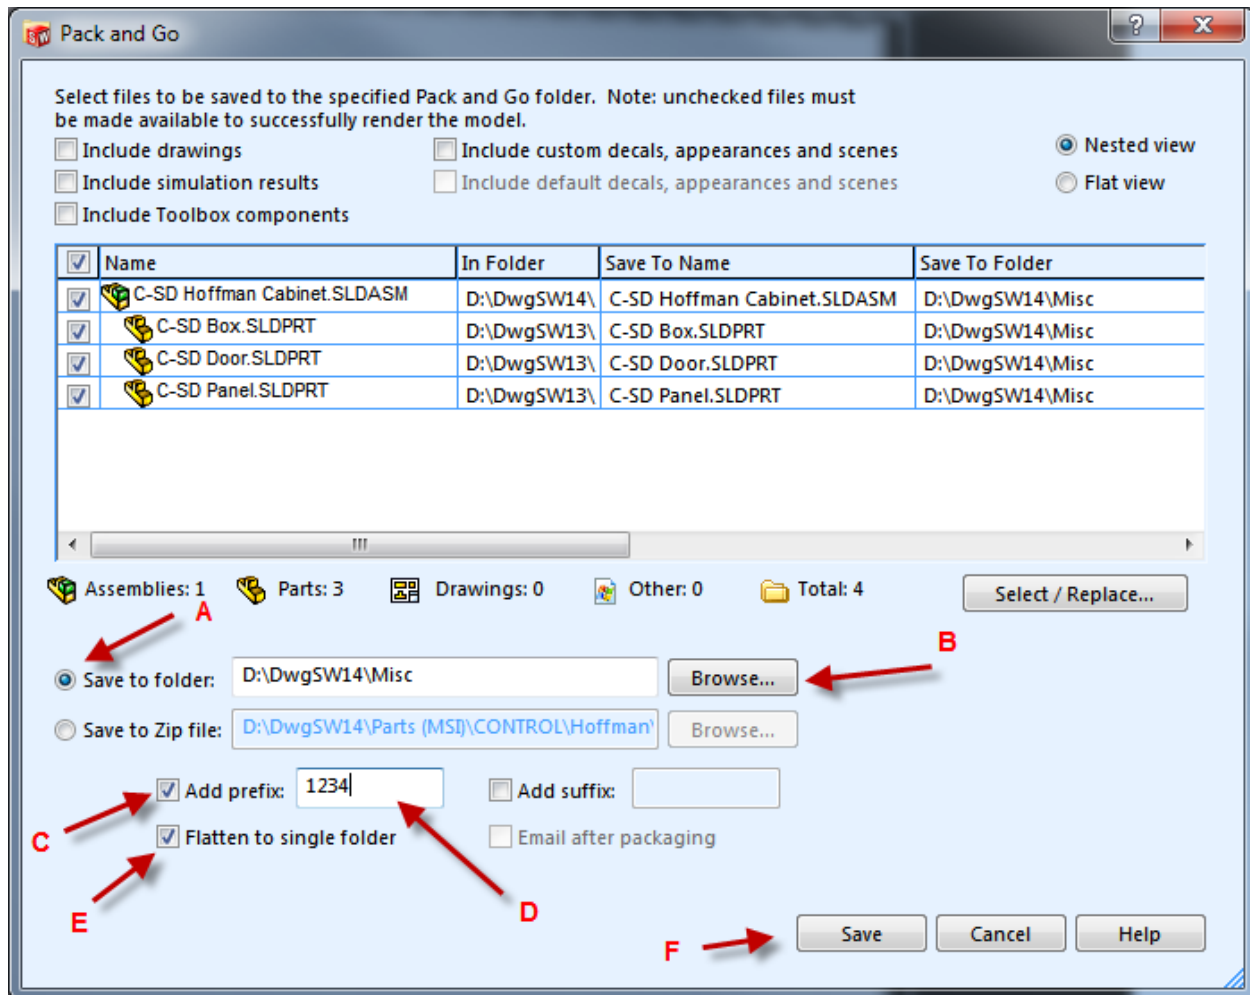 Pack and Go
Select files to be saved to the specified Pack and Go folder.  Note: unchecked files must
be made available to successfully render the model.
Include drawings
Include custom decals, appearances and scenes
Nested view
Include simulation results
Include default decals, appearances and scenes
Flat view
Include Toolbox components
Name In Folder Save To Name Save To Folder
C-SD Hoffman Cabinet.SLDASM D:\DwgSW14\ C-SD Hoffman Cabinet.SLDASM D:\DwgSW14\Misc
C-SD Box.SLDPRT D:\DwgSW13\ C-SD Box.SLDPRT D:\DwgSW14\Misc
C-SD Door.SLDPRT D:\DwgSW13\ C-SD Door.SLDPRT D:\DwgSW14\Misc
C-SD Panel.SLDPRT D:\DwgSW13\ C-SD Panel.SLDPRT D:\DwgSW14\Misc
Assemblies: 1 Parts: 3 Drawings: 0 Other: 0 Total: 4 Select / Replace...
A
B
Save to folder: D:\DwgSW14\Misc Browse...
Save to Zip file: D:\DwgSW14\Parts (MSI)\CONTROL\Hoffman\ Browse...
Add prefix: 1234 Add suffix:
C
Flatten to single folder Email after packaging
E
D
F
Save Cancel Help